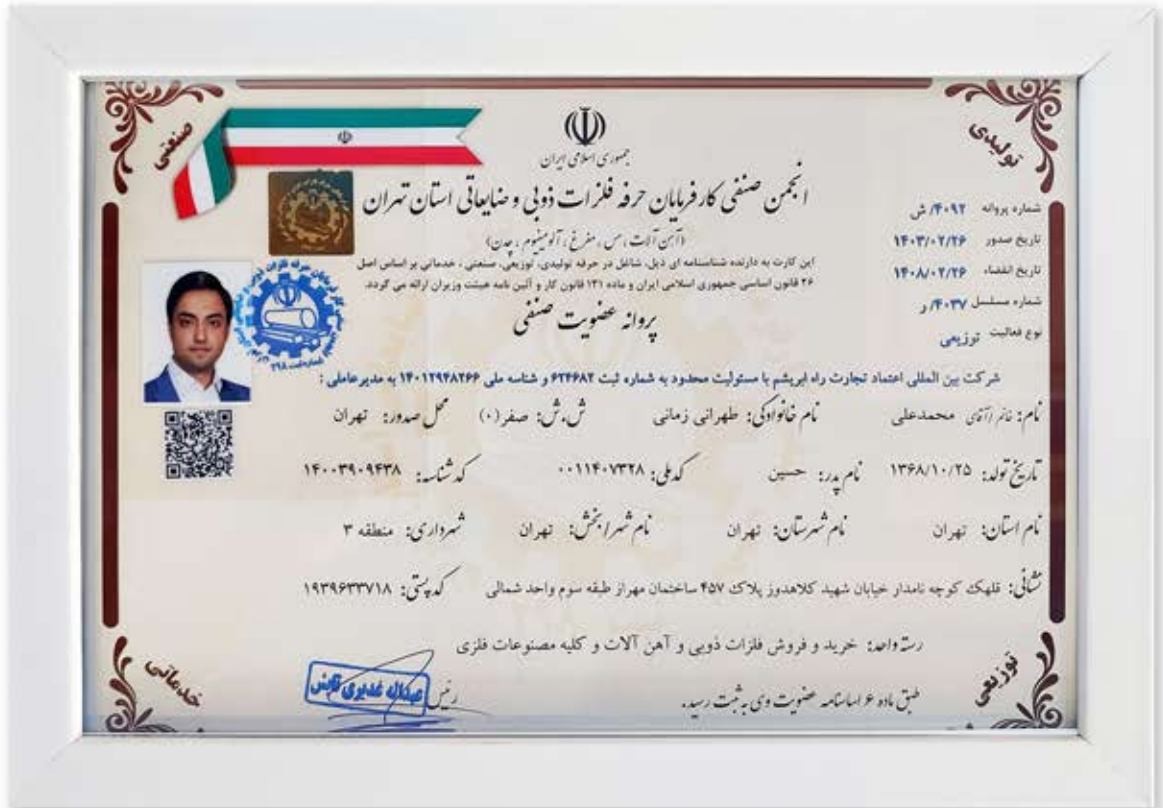 صنعتی
تولیدی
جمهوری اسلامی ایران
انجمن صنفی کارفرمایان حرفه فلزات ذوبی و ضایعاتی استان تهران
(آهن آلات، مس، مفرغ، آلومینیوم، چدن)
این کارت به دارنده شناسنامه ای ذیل، شاغل در حرفه تولیدی، توزیعی، صنعتی، خدماتی بر اساس اصل
۲۶ قانون اساسی جمهوری اسلامی ایران و ماده ۱۳۱ قانون کار و آئین نامه هیئت وزیران ارائه می گردد.
پروانه عضویت صنفی
شماره پروانه ۴۰۹۲/ ش
تاریخ صدور ۱۴۰۳/۰۲/۲۶
تاریخ انقضاء ۱۴۰۸/۰۲/۲۶
شماره مسلسل ۴۰۳۷/ و
نوع فعالیت توزیعی
شرکت بین المللی اعتماد تجارت راه ابریشم با مسئولیت محدود به شماره ثبت ۶۲۴۶۸۲ و شناسه ملی ۱۴۰۱۲۹۴۸۲۶۶ به مدیرعاملی :
نام: خانم /آقای محمدعلی نام خانوادگی: طهرانی زمانی ش.ش: صفر(۰) محل صدور: تهران
تاریخ تولد: ۱۳۶۸/۱۰/۲۵ نام پدر: حسین کدملی: ۰۰۱۱۴۰۷۳۲۸ کد شناسه: ۱۴۰۰۳۹۰۹۴۳۸
نام استان: تهران نام شهرستان: تهران نام شهر/بخش: تهران شهرداری: منطقه ۳
نشانی: قلهک کوچه نامدار خیابان شهید کلاهدوز پلاک ۴۵۷ ساختمان مهراز طبقه سوم واحد شمالی کدپستی: ۱۹۳۹۶۳۳۷۱۸
رسته واحد: خرید و فروش فلزات ذوبی و آهن آلات و کلیه مصنوعات فلزی
طبق ماده ۶ اساسنامه عضویت وی به ثبت رسید.
رئیس
عبداله غدیری تابش
خدماتی
توزیعی